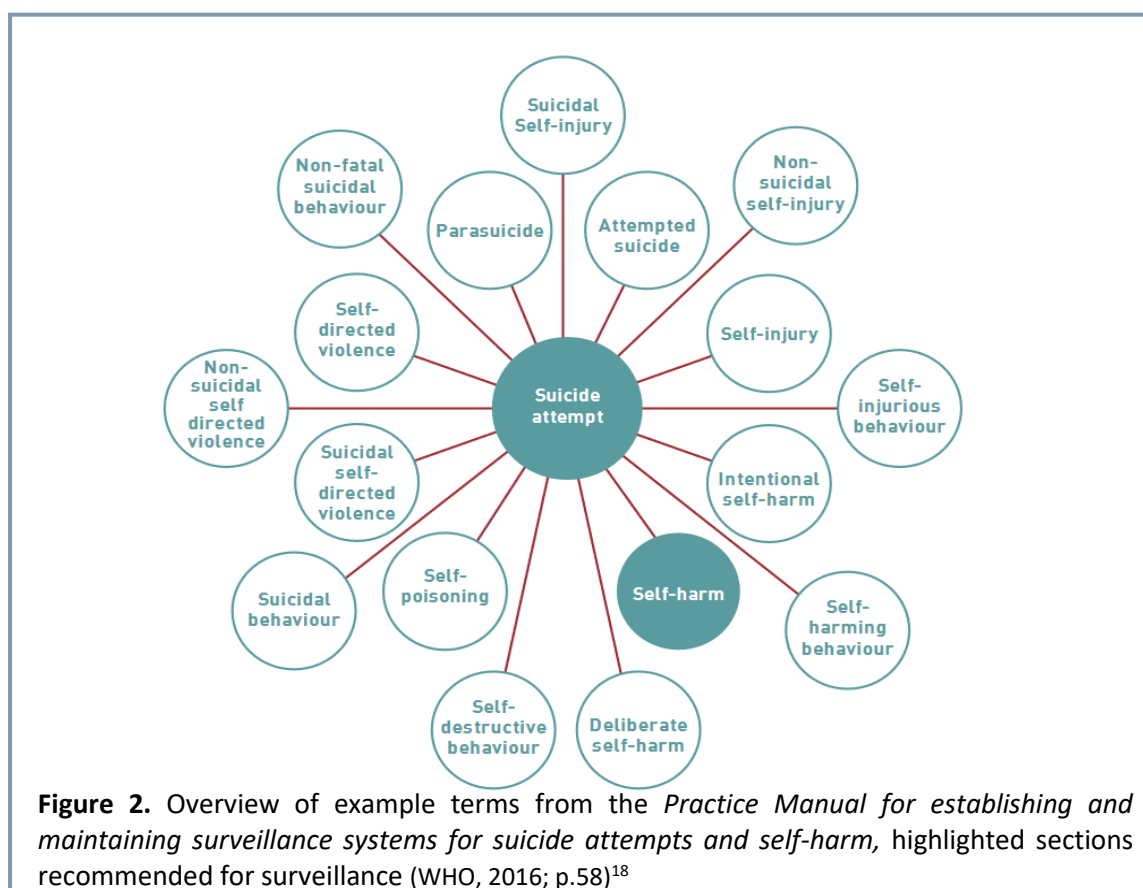 Suicidal
Self-injury
Non-fatal
suicidal
behaviour
Non-
suicidal
self-injury
Parasuicide
Attempted
suicide
Self-
directed
violence
Self-injury
Non-
suicidal self
directed
violence
Suicide
attempt
Self-
injurious
behaviour
Suicidal
self-
directed
violence
Intentional
self-harm
Suicidal
behaviour
Self-
poisoning
Self-harm
Self-
harming
behaviour
Self-
destructive
behaviour
Deliberate
self-harm
Figure 2. Overview of example terms from the Practice Manual for establishing and
maintaining surveillance systems for suicide attempts and self-harm, highlighted sections
recommended for surveillance (WHO, 2016; p.58)18